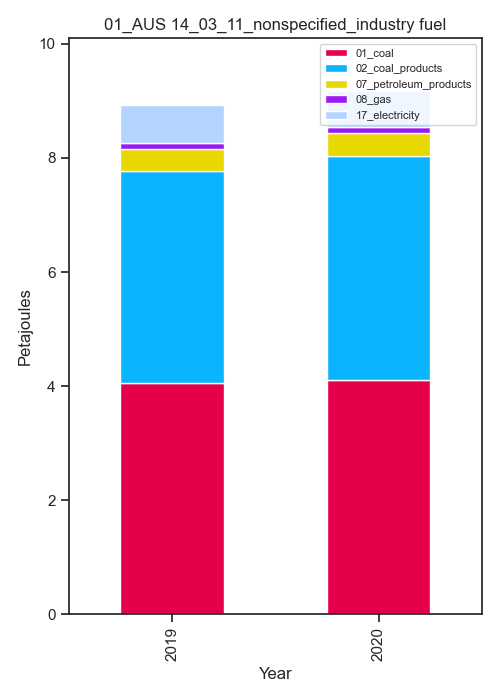 01_AUS 14_03_11_nonspecified_industry fuel
01_coal
02_coal_products
07_petroleum_products
08_gas
17_electricity
10
8
6
4
2
0
Petajoules
2019
2020
Year